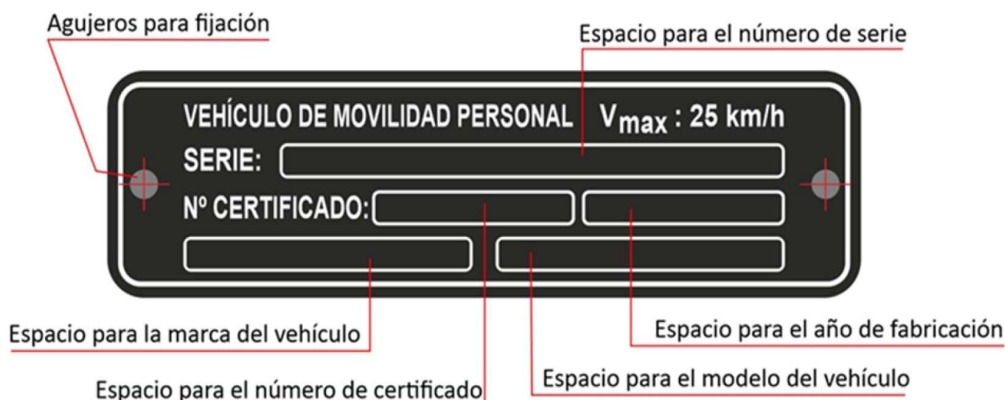 Agujeros para fijación
Espacio para el número de serie
VEHÍCULO DE MOVILIDAD PERSONAL Vmax : 25 km/h
SERIE:
Nº CERTIFICADO:
Espacio para la marca del vehículo
Espacio para el año de fabricación
Espacio para el número de certificado
Espacio para el modelo del vehículo